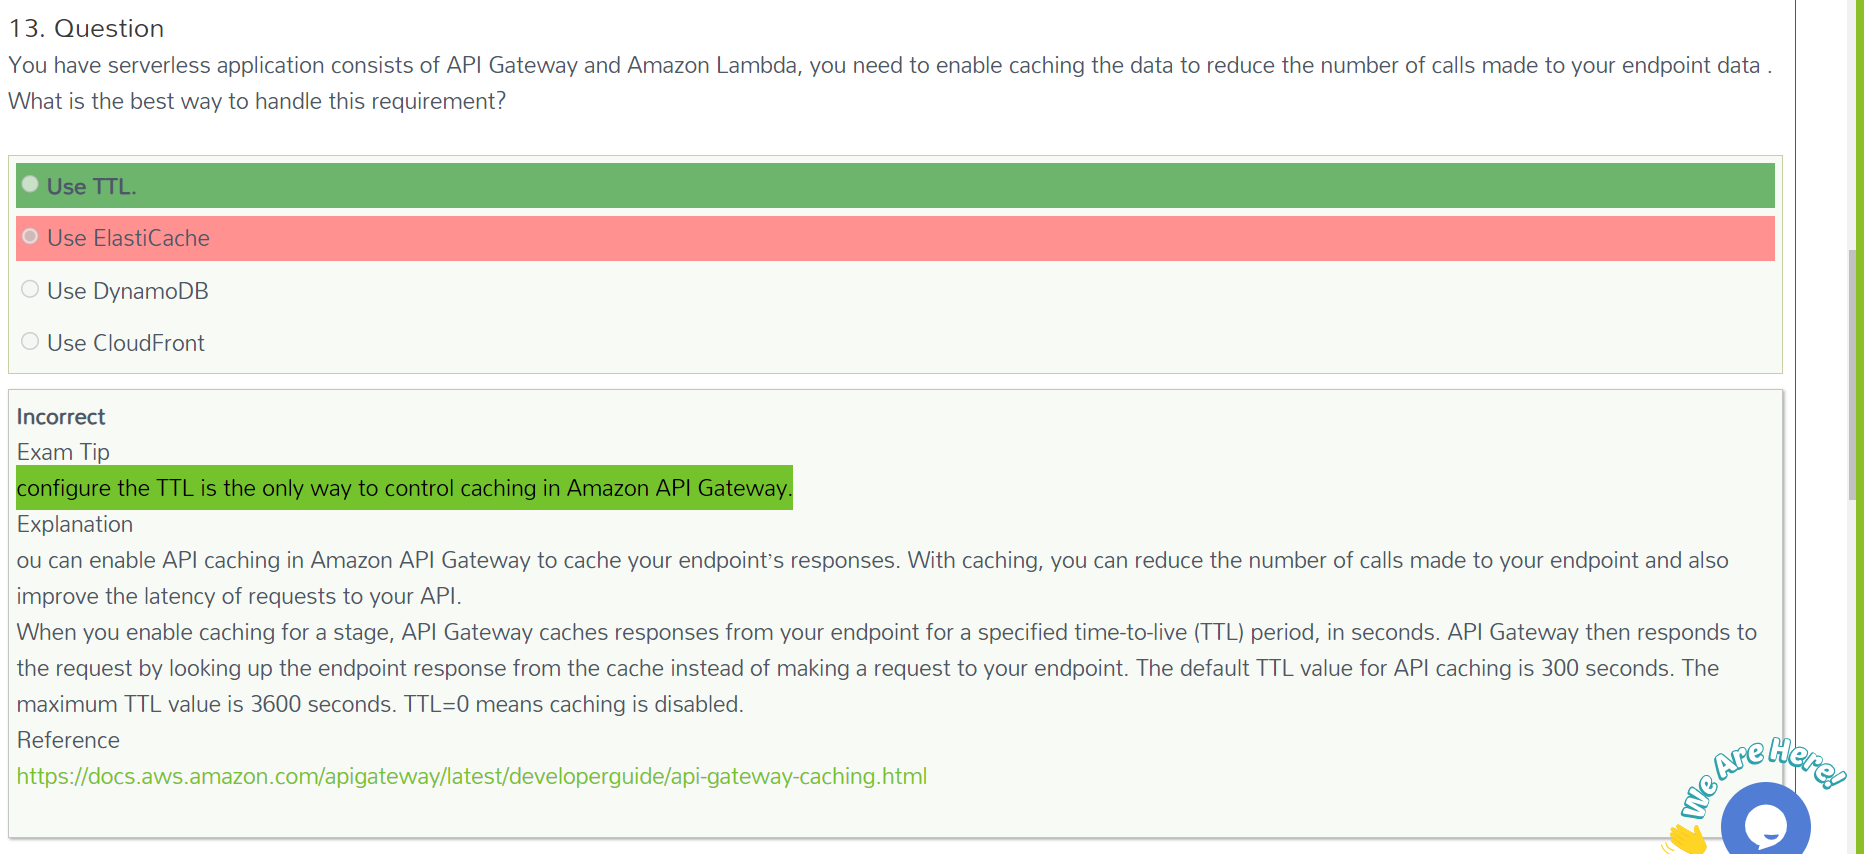 13. Question
You have serverless application consists of API Gateway and Amazon Lambda, you need to enable caching the data to reduce the number of calls made to your endpoint data .
What is the best way to handle this requirement?
Use TTL.
Use ElastiCache
Use DynamoDB
Use CloudFront
Incorrect
Exam Tip
configure the TTL is the only way to control caching in Amazon API Gateway.
Explanation
ou can enable API caching in Amazon API Gateway to cache your endpoint’s responses. With caching, you can reduce the number of calls made to your endpoint and also
improve the latency of requests to your API.
When you enable caching for a stage, API Gateway caches responses from your endpoint for a specified time-to-live (TTL) period, in seconds. API Gateway then responds to
the request by looking up the endpoint response from the cache instead of making a request to your endpoint. The default TTL value for API caching is 300 seconds. The
maximum TTL value is 3600 seconds. TTL=0 means caching is disabled.
Reference
https://docs.aws.amazon.com/apigateway/latest/developerguide/api-gateway-caching.html
We Are Here!